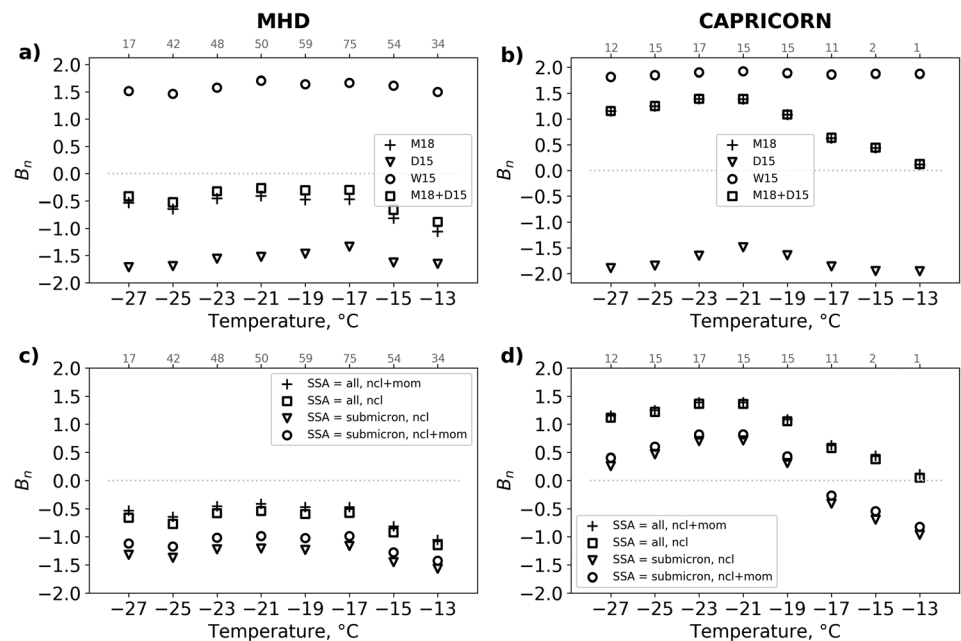 MHD
CAPRICORN
a)
17 42 48 50 59 75 54 34
2.0
1.5
1.0
0.5
0.0
−0.5
−1.0
−1.5
−2.0
Bn
M18
D15
W15
M18+D15
−27 −25 −23 −21 −19 −17 −15 −13
Temperature, °C
b)
12 15 17 15 15 11 2 1
2.0
1.5
1.0
0.5
0.0
−0.5
−1.0
−1.5
−2.0
Bn
M18
D15
W15
M18+D15
−27 −25 −23 −21 −19 −17 −15 −13
Temperature, °C
c)
17 42 48 50 59 75 54 34
2.0
1.5
1.0
0.5
0.0
−0.5
−1.0
−1.5
−2.0
Bn
SSA = all, ncl+mom
SSA = all, ncl
SSA = submicron, ncl
SSA = submicron, ncl+mom
−27 −25 −23 −21 −19 −17 −15 −13
Temperature, °C
d)
12 15 17 15 15 11 2 1
2.0
1.5
1.0
0.5
0.0
−0.5
−1.0
−1.5
−2.0
Bn
SSA = all, ncl+mom
SSA = all, ncl
SSA = submicron, ncl
SSA = submicron, ncl+mom
−27 −25 −23 −21 −19 −17 −15 −13
Temperature, °C